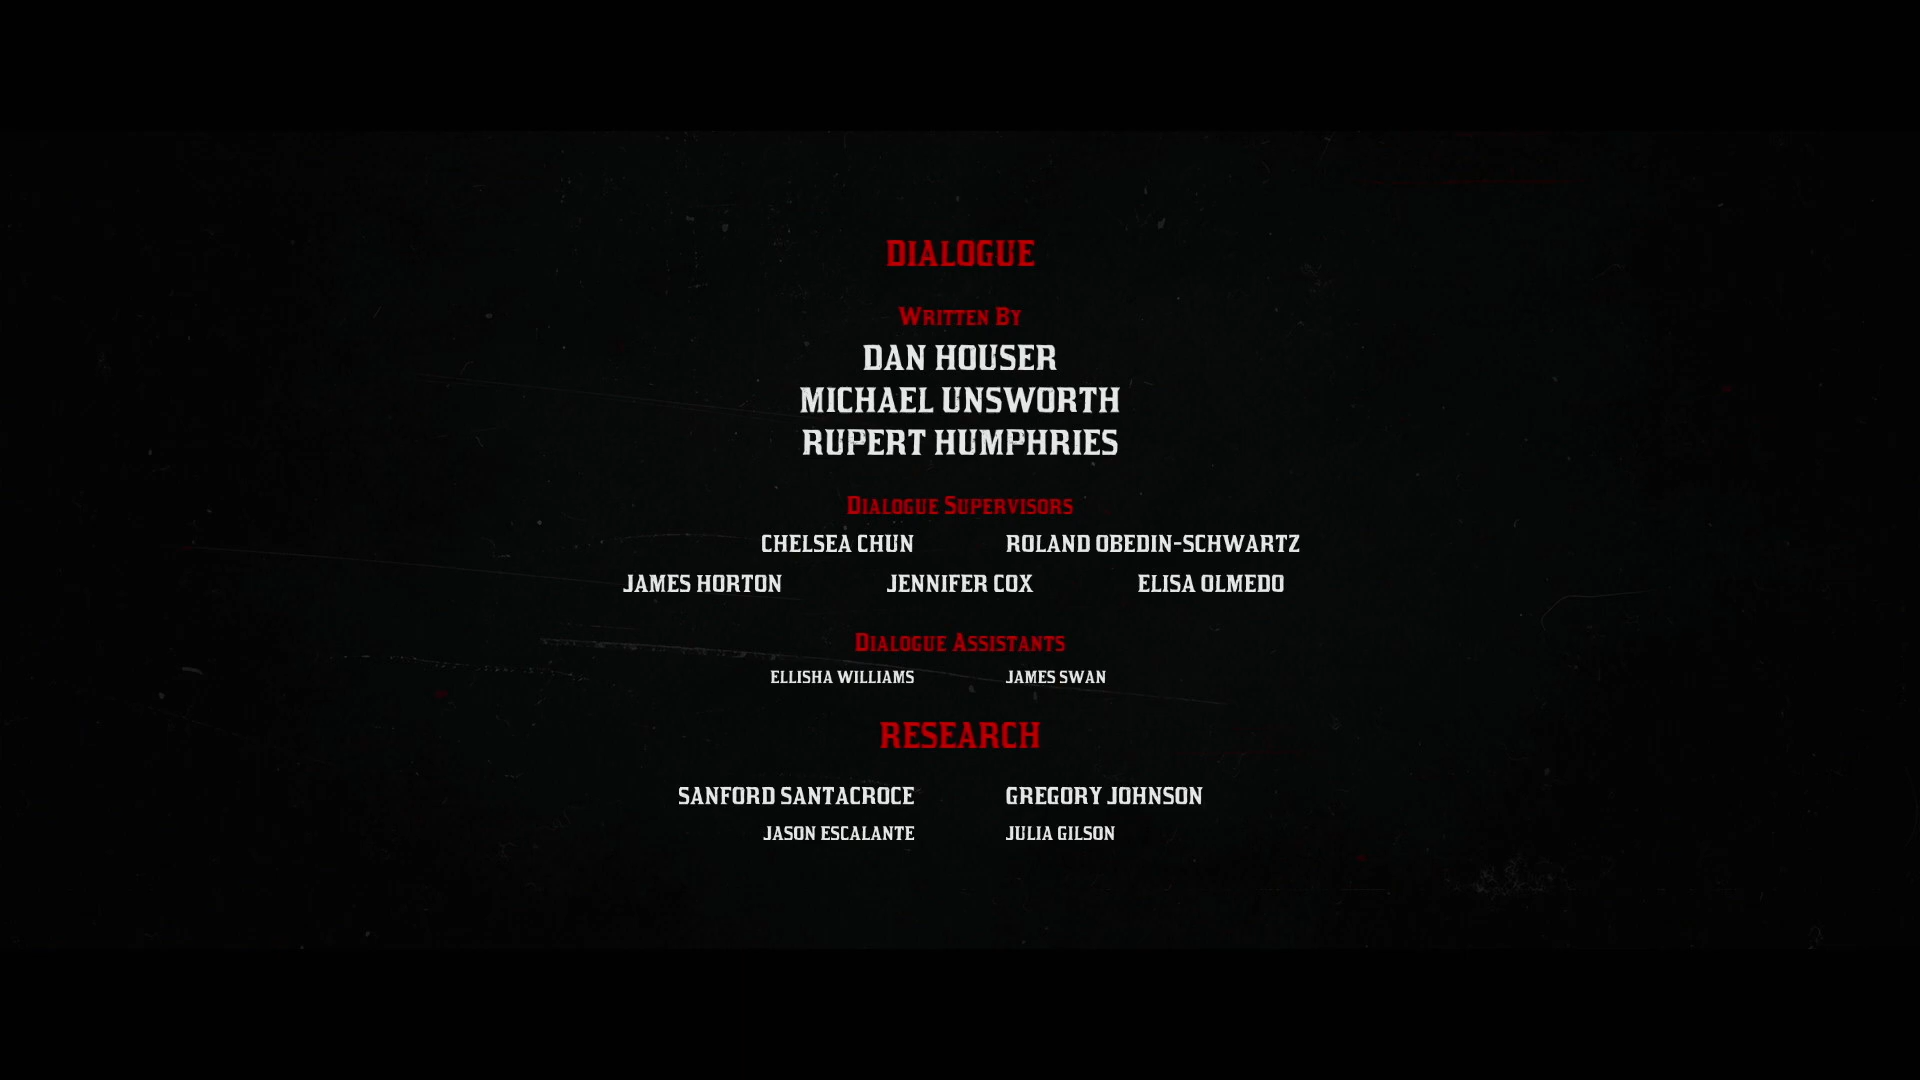 DIALOGUE
WRITTEN BY
DAN HOUSER
MICHAEL UNSWORTH
RUPERT HUMPHRIES
DIALOGUE SUPERVISORS
CHELSEA CHUN ROLAND OBEDIN-SCHWARTZ
JAMES HORTON JENNIFER COX ELISA OLMEDO
DIALOGUE ASSISTANTS
ELLISHA WILLIAMS JAMES SWAN
RESEARCH
SANFORD SANTACROCE GREGORY JOHNSON
JASON ESCALANTE JULIA GILSON